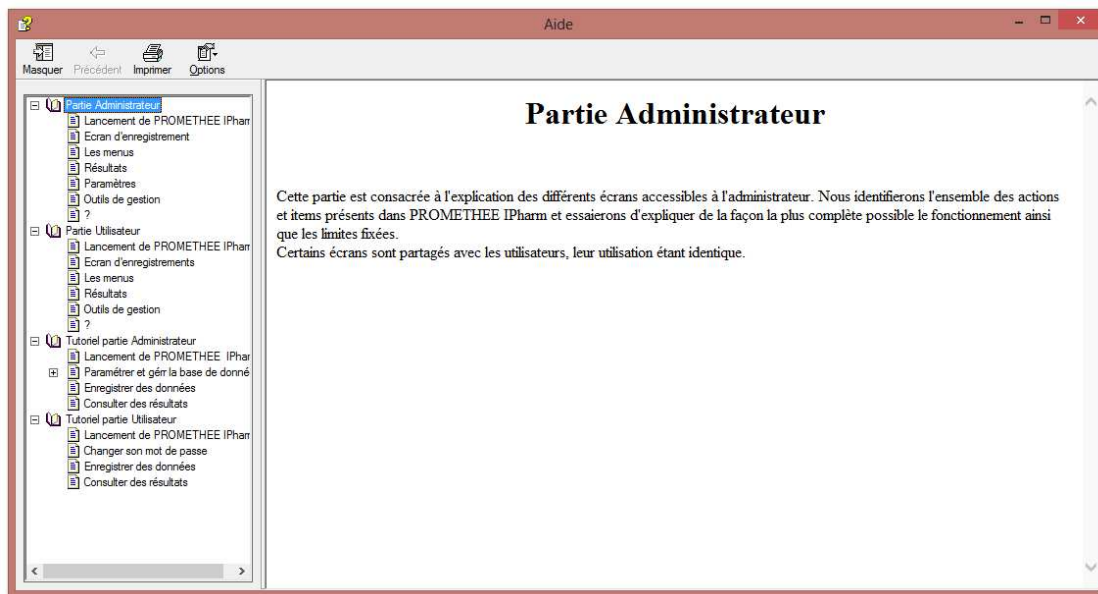 Aide
Masquer Précédent Imprimer Options
Partie Administrateur
Lancement de PROMETHEE IPharm
Ecran d'enregistrement
Les menus
Résultats
Paramètres
Outils de gestion
?
Partie Utilisateur
Lancement de PROMETHEE IPharm
Ecran d'enregistrements
Les menus
Résultats
Outils de gestion
?
Tutoriel partie Administrateur
Lancement de PROMETHEE IPhar
Paramétrer et gérr la base de donné
Enregistrer des données
Consulter des résultats
Tutoriel partie Utilisateur
Lancement de PROMETHEE IPharm
Changer son mot de passe
Enregistrer des données
Consulter des résultats
Partie Administrateur
Cette partie est consacrée à l'explication des différents écrans accessibles à l'administrateur. Nous identifierons l'ensemble des actions
et items présents dans PROMETHEE IPharm et essaierons d'expliquer de la façon la plus complète possible le fonctionnement ainsi
que les limites fixées.
Certains écrans sont partagés avec les utilisateurs, leur utilisation étant identique.